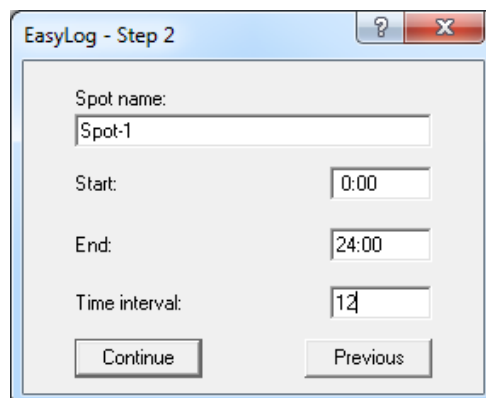 EasyLog - Step 2
Spot name:
Spot-1
Start: 0:00
End: 24:00
Time interval: 12
Continue Previous